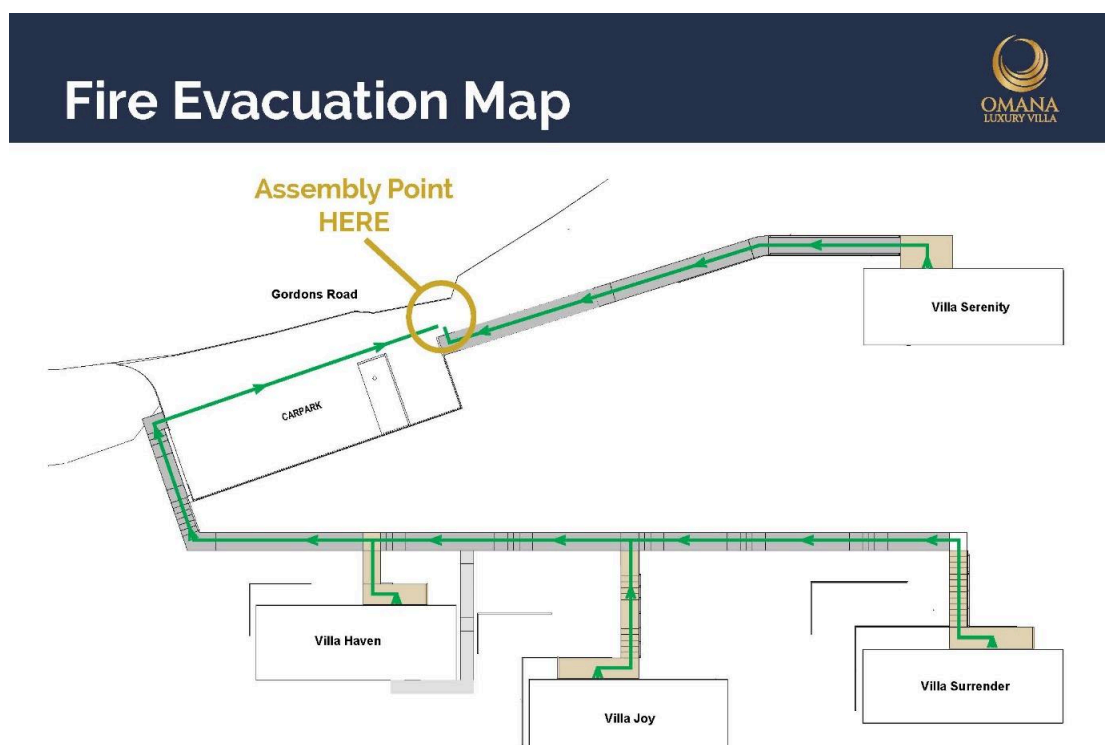 Fire Evacuation Map
OMANA
LUXURY VILLA
Assembly Point
HERE
Gordons Road
Villa Serenity
CARPARK
Villa Haven
Villa Surrender
Villa Joy